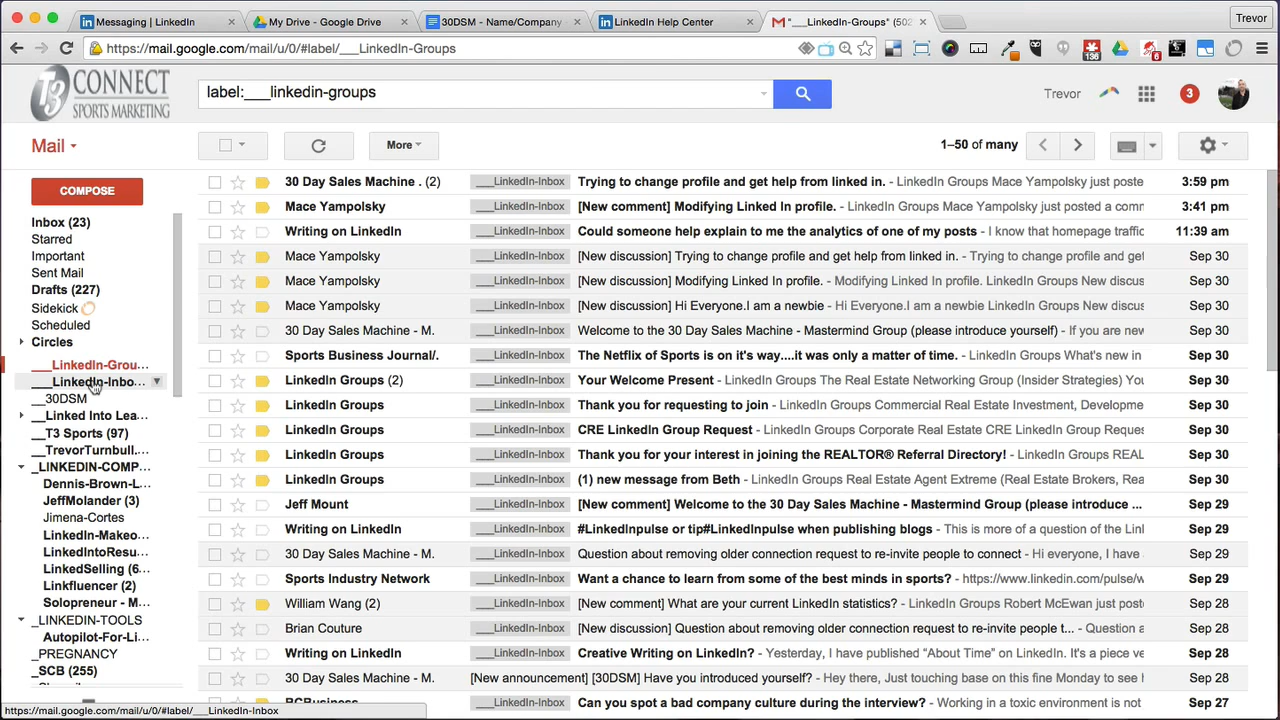 Messaging | LinkedIn
My Drive - Google Drive
30DSM - Name/Company
LinkedIn Help Center
"___LinkedIn-Groups" (502
Trevor
https://mail.google.com/mail/u/0/#label/___LinkedIn-Groups
136
6
T3 CONNECT
SPORTS MARKETING
label:___linkedin-groups
Trevor
3
Mail
More
1–50 of many
COMPOSE
Inbox (23)
Starred
Important
Sent Mail
Drafts (227)
Sidekick
Scheduled
Circles
___LinkedIn-Grou...
___LinkedIn-Inbo...
__30DSM
__Linked Into Lea...
__T3 Sports (97)
__TrevorTurnbull...
_LINKEDIN-COMP...
Dennis-Brown-L...
JeffMolander (3)
Jimena-Cortes
LinkedIn-Makeo...
LinkedIntoResu...
LinkedSelling (6...
Linkfluencer (2)
Solopreneur - M...
_LINKEDIN-TOOLS
Autopilot-For-Li...
_PREGNANCY
_SCB (255)
30 Day Sales Machine . (2) ___LinkedIn-Inbox Trying to change profile and get help from linked in. - LinkedIn Groups Mace Yampolsky just poste 3:59 pm
Mace Yampolsky ___LinkedIn-Inbox [New comment] Modifying Linked In profile. - LinkedIn Groups Mace Yampolsky just posted a comn 3:41 pm
Writing on LinkedIn ___LinkedIn-Inbox Could someone help explain to me the analytics of one of my posts - I know that homepage traffic 11:39 am
Mace Yampolsky ___LinkedIn-Inbox [New discussion] Trying to change profile and get help from linked in. - LinkedIn Groups Trying to get Sep 30
Mace Yampolsky ___LinkedIn-Inbox [New discussion] Modifying Linked In profile. - Modifying Linked In profile. LinkedIn Groups New disc Sep 30
Mace Yampolsky ___LinkedIn-Inbox [New discussion] Hi Everyone.I am a newbie - Hi Everyone.I am a newbie LinkedIn Groups New discus Sep 30
30 Day Sales Machine - M. ___LinkedIn-Inbox Welcome to the 30 Day Sales Machine - Mastermind Group (please introduce yourself) - If you are new Sep 30
Sports Business Journal/. ___LinkedIn-Inbox The Netflix of Sports is on it's way....it was only a matter of time. - LinkedIn Groups What's new in Sep 30
LinkedIn Groups (2) ___LinkedIn-Inbox Your Welcome Present - LinkedIn Groups The Real Estate Networking Group (Insider Strategies) You Sep 30
LinkedIn Groups ___LinkedIn-Inbox Thank you for requesting to join - LinkedIn Groups Commercial Real Estate Investment, Developme Sep 30
LinkedIn Groups ___LinkedIn-Inbox CRE LinkedIn Group Request - LinkedIn Groups Corporate Real Estate CRE LinkedIn Group Reques Sep 30
LinkedIn Groups ___LinkedIn-Inbox Thank you for your interest in joining the REALTOR® Referral Directory! - LinkedIn Groups REAL Sep 30
LinkedIn Groups ___LinkedIn-Inbox (1) new message from Beth - LinkedIn Groups Real Estate Agent Extreme (Real Estate Brokers, Rea Sep 30
Jeff Mount ___LinkedIn-Inbox [New comment] Welcome to the 30 Day Sales Machine - Mastermind Group (please introduce ... Sep 29
Writing on LinkedIn ___LinkedIn-Inbox #LinkedInpulse or tip#LinkedInpulse when publishing blogs - This is more of a question of the Linl Sep 29
30 Day Sales Machine - M. ___LinkedIn-Inbox Question about removing older connection request to re-invite people to connect - Hi everyone, I have Sep 29
Sports Industry Network ___LinkedIn-Inbox Want a chance to learn from some of the best minds in sports? - https://www.linkedin.com/pulse/w Sep 29
William Wang (2) ___LinkedIn-Inbox [New comment] What are your current LinkedIn statistics? - LinkedIn Groups Robert McEwan just post Sep 28
Brian Couture ___LinkedIn-Inbox [New discussion] Question about removing older connection request to re-invite people t... - LinkedIn G Sep 28
Writing on LinkedIn ___LinkedIn-Inbox Creative Writing on LinkedIn? - Yesterday, I have published "About Time" on LinkedIn. It's a piece ve Sep 28
30 Day Sales Machine - M. [New announcement] [30DSM] Have you introduced yourself? - Hey there, Just touching base on this fine Monday to see h Sep 28
BCBusiness ___LinkedIn-Inbox Can you spot a bad company culture during the interview? - Working in a toxic environment is not Sep 27
https://mail.google.com/mail/u/0/#label/___LinkedIn-Inbox